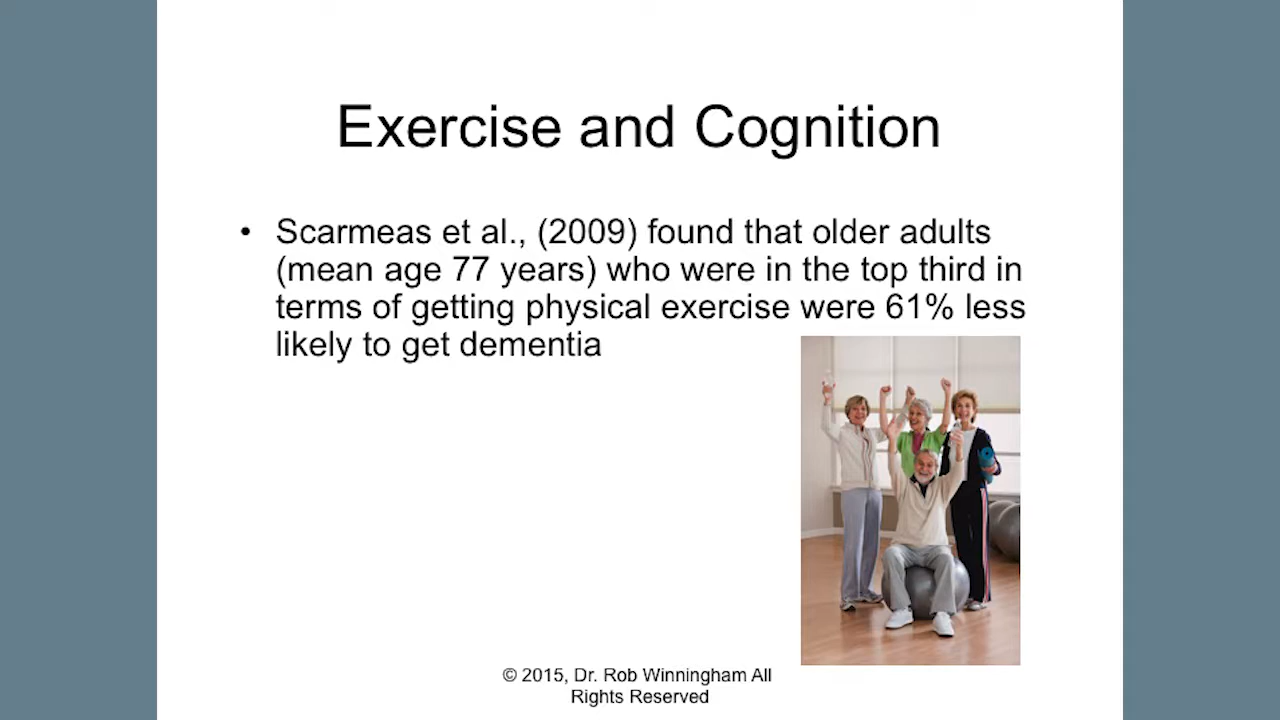 Exercise and Cognition
• Scarmeas et al., (2009) found that older adults
(mean age 77 years) who were in the top third in
terms of getting physical exercise were 61% less
likely to get dementia
© 2015, Dr. Rob Winningham All
Rights Reserved